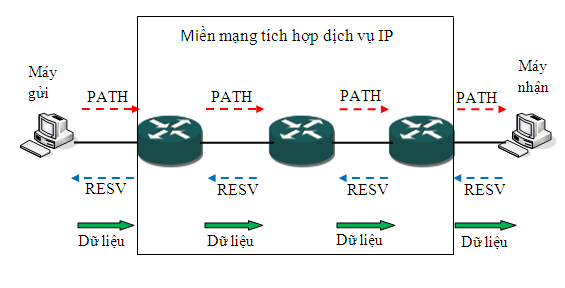 Miền mạng tích hợp dịch vụ IP
Máy
gửi
Máy
nhận
PATH
PATH
PATH
PATH
RESV
RESV
RESV
RESV
Dữ liệu
Dữ liệu
Dữ liệu
Dữ liệu